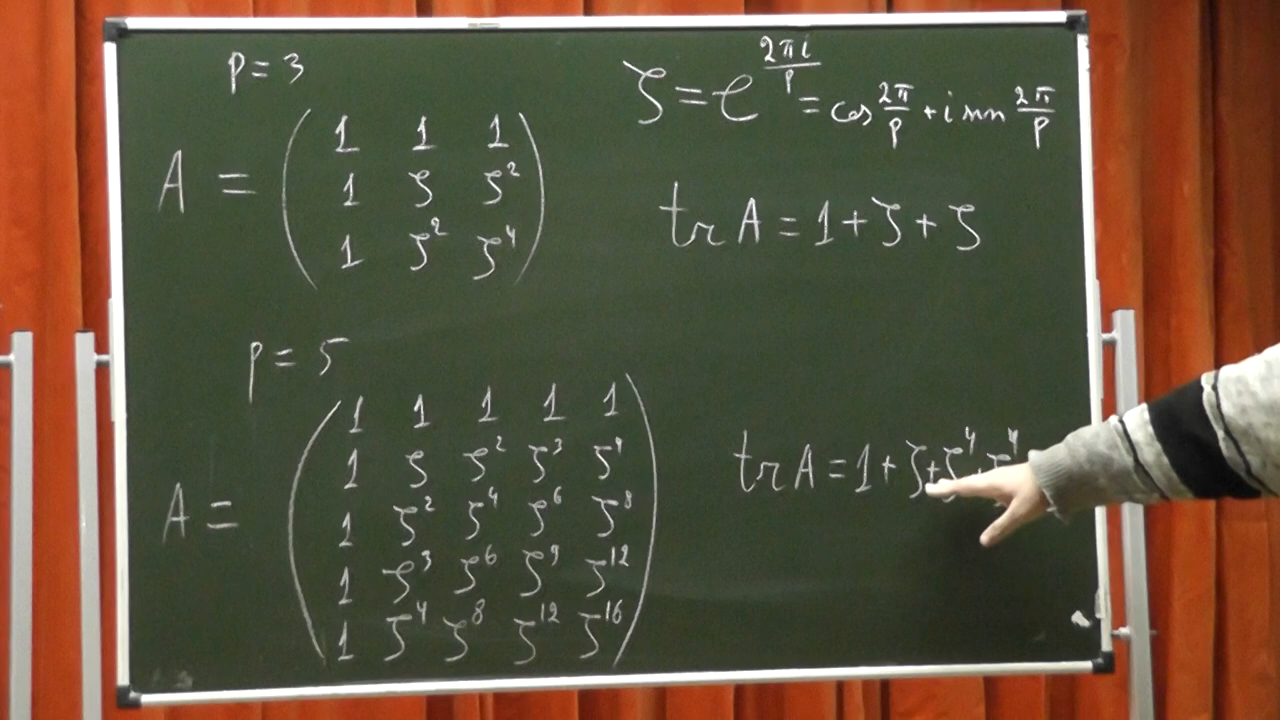 p = 3
ζ = e^{2πi/p} = cos 2π/p + i sin 2π/p
A = ( 1 1 1
1 ζ ζ²
1 ζ² ζ⁴ )
tr A = 1 + ζ + ζ
p = 5
A = ( 1 1 1 1 1
1 ζ ζ² ζ³ ζ⁴
1 ζ² ζ⁴ ζ⁶ ζ⁸
1 ζ³ ζ⁶ ζ⁹ ζ¹²
1 ζ⁴ ζ⁸ ζ¹² ζ¹⁶ )
tr A = 1 + ζ + ζ⁴ + ζ⁴